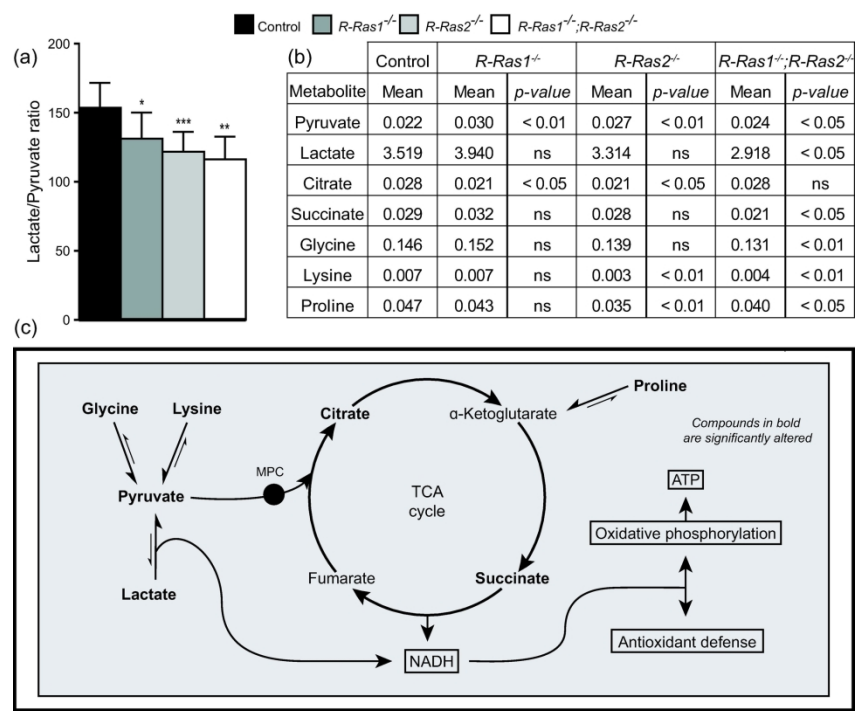 Control R-Ras1-/- R-Ras2-/- R-Ras1-/-;R-Ras2-/-
(a)
Lactate/Pyruvate ratio
200
150
100
50
0
*
***
**
(b)
Control R-Ras1-/- R-Ras2-/- R-Ras1-/-;R-Ras2-/-
Metabolite Mean Mean p-value Mean p-value Mean p-value
Pyruvate 0.022 0.030 < 0.01 0.027 < 0.01 0.024 < 0.05
Lactate 3.519 3.940 ns 3.314 ns 2.918 < 0.05
Citrate 0.028 0.021 < 0.05 0.021 < 0.05 0.028 ns
Succinate 0.029 0.032 ns 0.028 ns 0.021 < 0.05
Glycine 0.146 0.152 ns 0.139 ns 0.131 < 0.01
Lysine 0.007 0.007 ns 0.003 < 0.01 0.004 < 0.01
Proline 0.047 0.043 ns 0.035 < 0.01 0.040 < 0.05
(c)
Glycine Lysine
Citrate
α-Ketoglutarate
Proline
Compounds in bold
are significantly altered
MPC
Pyruvate
TCA
cycle
ATP
Oxidative phosphorylation
Lactate
Fumarate
Succinate
NADH
Antioxidant defense